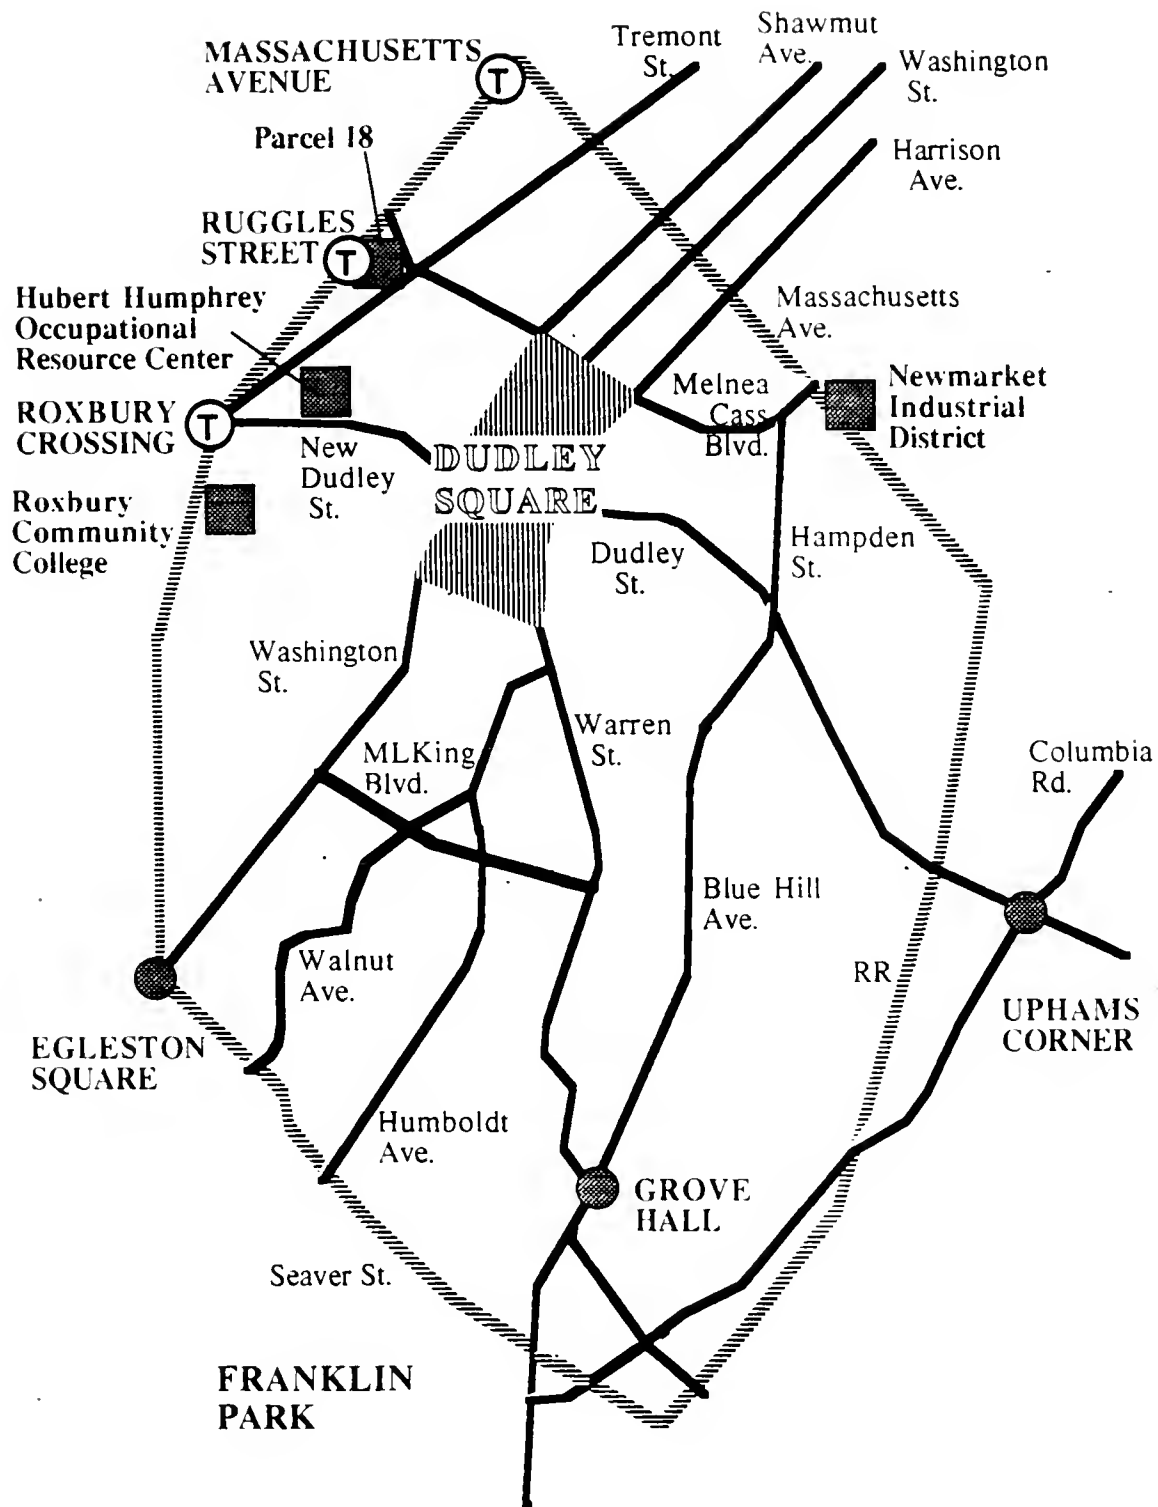 MASSACHUSETTS
AVENUE
T
Tremont
St.
Shawmut
Ave.
Washington
St.
Parcel 18
Harrison
Ave.
RUGGLES
STREET
T
Hubert Humphrey
Occupational
Resource Center
Massachusetts
Ave.
ROXBURY
CROSSING
T
New
Dudley
St.
Melnea
Cass
Blvd.
Newmarket
Industrial
District
DUDLEY
SQUARE
Roxbury
Community
College
Dudley
St.
Hampden
St.
Washington
St.
Warren
St.
MLKing
Blvd.
Columbia
Rd.
Blue Hill
Ave.
Walnut
Ave.
RR
UPHAMS
CORNER
EGLESTON
SQUARE
Humboldt
Ave.
GROVE
HALL
Seaver St.
FRANKLIN
PARK